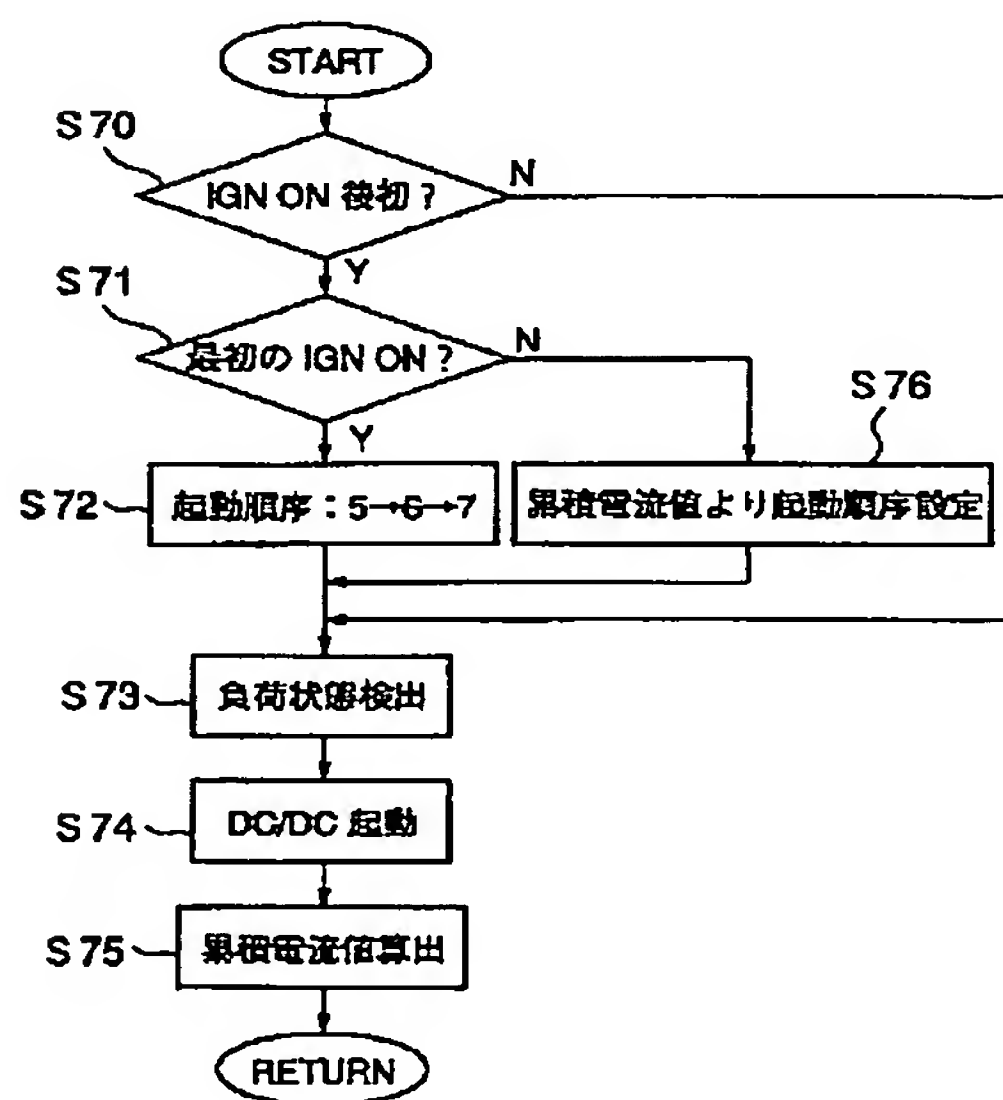 START
S70
IGN ON 後初？
N
Y
S71
最初の IGN ON？
N
Y
S76
S72
起動順序：5→6→7
累積電流値より起動順序設定
S73
負荷状態検出
S74
DC/DC 起動
S75
累積電流値算出
RETURN